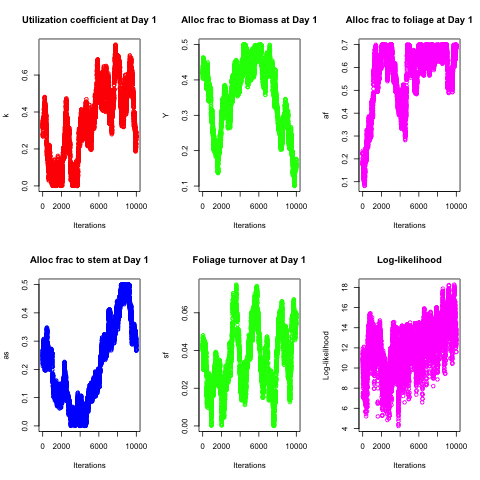 Utilization coefficient at Day 1
k
0.0 0.2 0.4 0.6
0 2000 6000 10000
Iterations
Alloc frac to Biomass at Day 1
Y
0.1 0.2 0.3 0.4 0.5
0 2000 6000 10000
Iterations
Alloc frac to foliage at Day 1
af
0.1 0.2 0.3 0.4 0.5 0.6 0.7
0 2000 6000 10000
Iterations
Alloc frac to stem at Day 1
as
0.0 0.1 0.2 0.3 0.4 0.5
0 2000 6000 10000
Iterations
Foliage turnover at Day 1
sf
0.00 0.02 0.04 0.06
0 2000 6000 10000
Iterations
Log-likelihood
Log-likelihood
4 6 8 10 12 14 16 18
0 2000 6000 10000
Iterations